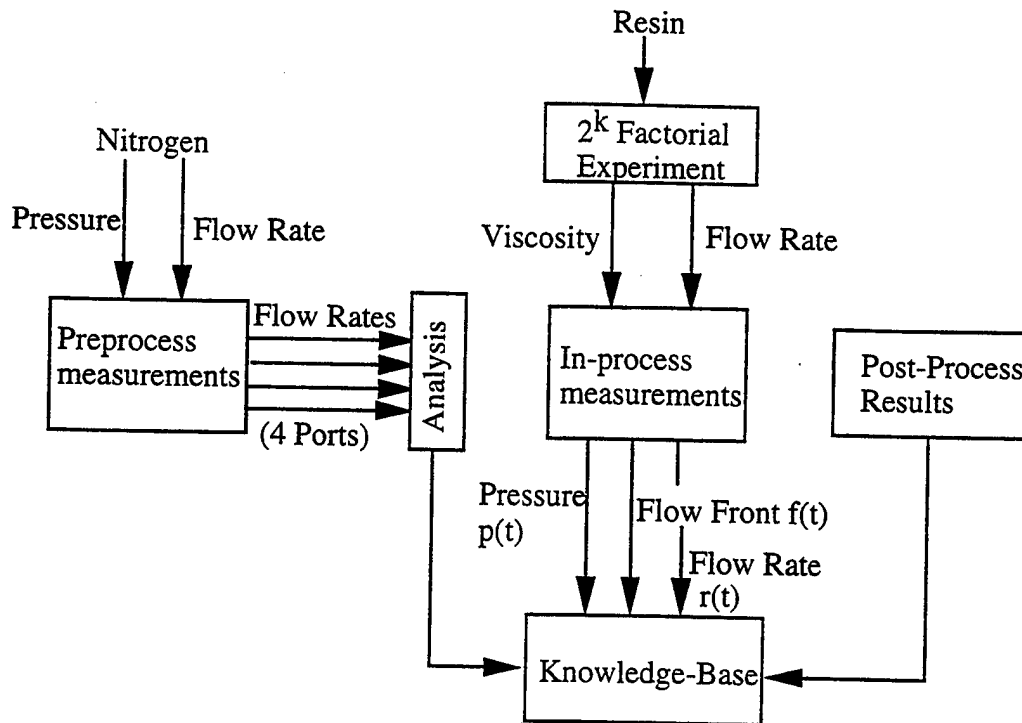 Resin
2^k Factorial
Experiment
Nitrogen
Pressure
Flow Rate
Viscosity
Flow Rate
Preprocess
measurements
Flow Rates
(4 Ports)
Analysis
In-process
measurements
Post-Process
Results
Pressure
p(t)
Flow Front f(t)
Flow Rate
r(t)
Knowledge-Base